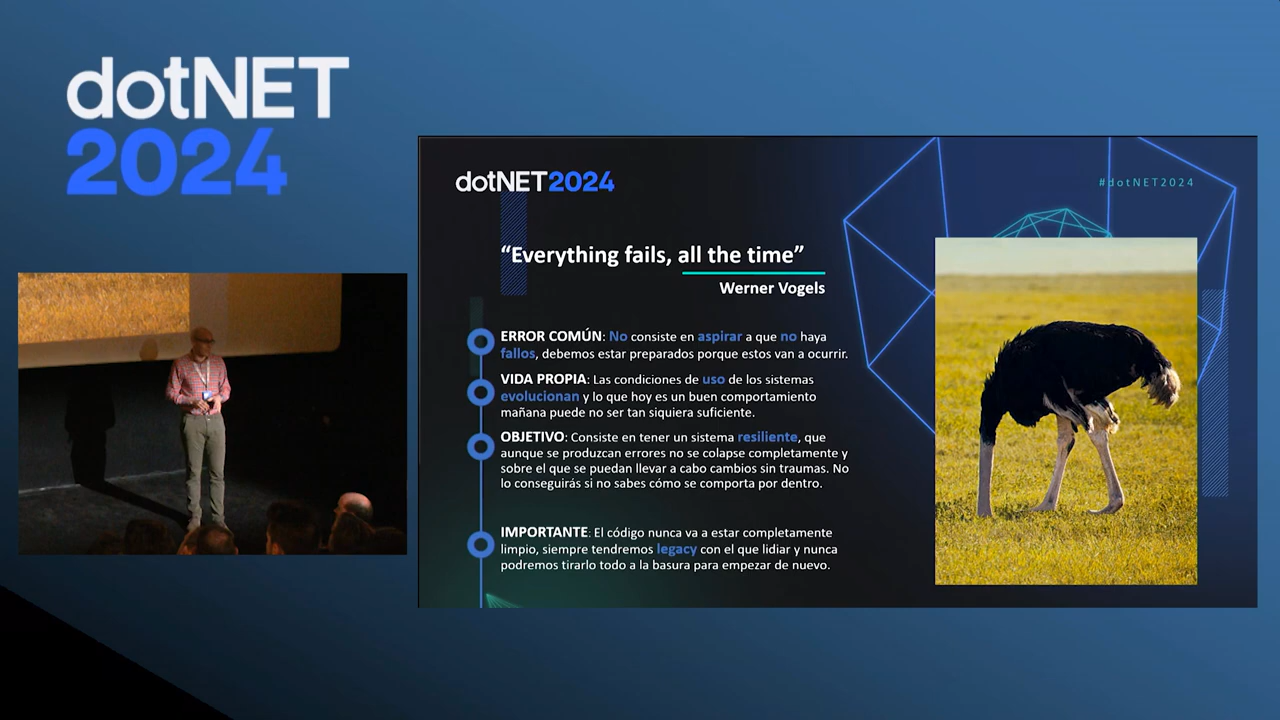 dotNET
2024
dotNET2024
#dotNET2024
“Everything fails, all the time”
Werner Vogels
ERROR COMÚN: No consiste en aspirar a que no haya
fallos, debemos estar preparados porque estos van a ocurrir.
VIDA PROPIA: Las condiciones de uso de los sistemas
evolucionan y lo que hoy es un buen comportamiento
mañana puede no ser tan siquiera suficiente.
OBJETIVO: Consiste en tener un sistema resiliente, que
aunque se produzcan errores no se colapse completamente y
sobre el que se puedan llevar a cabo cambios sin traumas. No
lo conseguirás si no sabes cómo se comporta por dentro.
IMPORTANTE: El código nunca va a estar completamente
limpio, siempre tendremos legacy con el que lidiar y nunca
podremos tirarlo todo a la basura para empezar de nuevo.